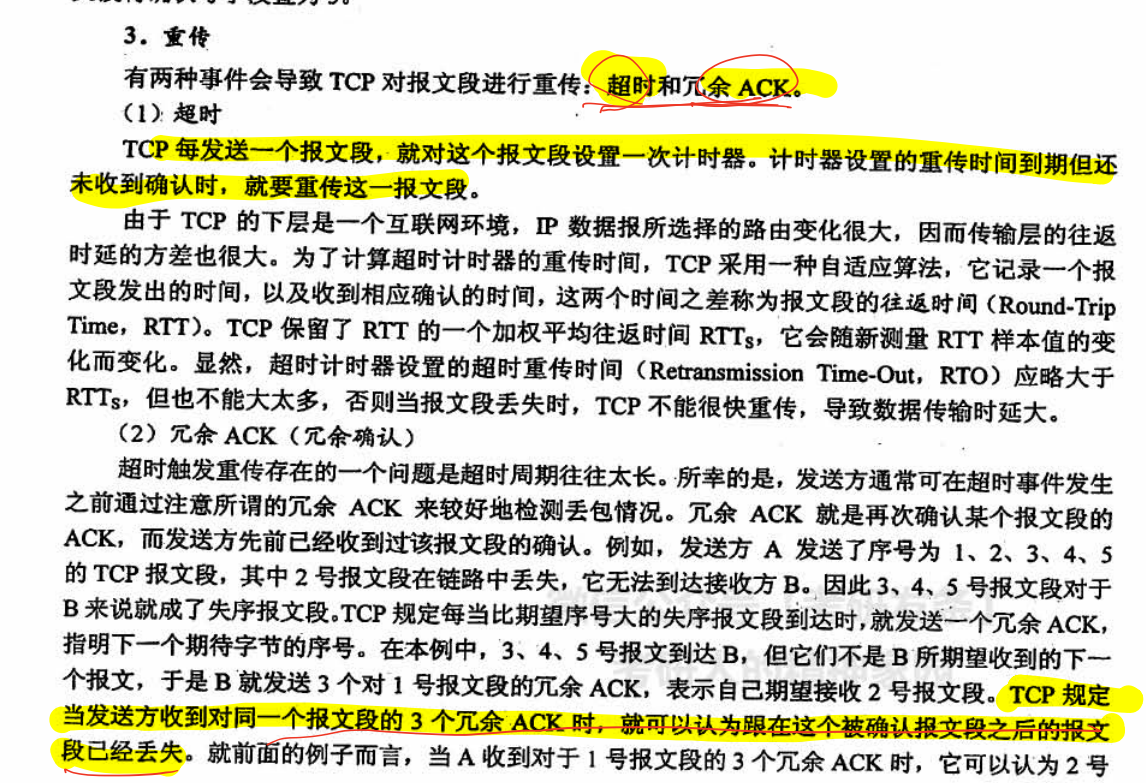 3．重传
有两种事件会导致 TCP 对报文段进行重传：超时和冗余 ACK。
（1）超时
TCP 每发送一个报文段，就对这个报文段设置一次计时器。计时器设置的重传时间到期但还
未收到确认时，就要重传这一报文段。
由于 TCP 的下层是一个互联网环境，IP 数据报所选择的路由变化很大，因而传输层的往返
时延的方差也很大。为了计算超时计时器的重传时间，TCP 采用一种自适应算法，它记录一个报
文段发出的时间，以及收到相应确认的时间，这两个时间之差称为报文段的往返时间（Round-Trip
Time，RTT）。TCP 保留了 RTT 的一个加权平均往返时间 RTTs，它会随新测量 RTT 样本值的变
化而变化。显然，超时计时器设置的超时重传时间（Retransmission Time-Out，RTO）应略大于
RTTs，但也不能大太多，否则当报文段丢失时，TCP 不能很快重传，导致数据传输时延大。
（2）冗余 ACK（冗余确认）
超时触发重传存在的一个问题是超时周期往往太长。所幸的是，发送方通常可在超时事件发生
之前通过注意所谓的冗余 ACK 来较好地检测丢包情况。冗余 ACK 就是再次确认某个报文段的
ACK，而发送方先前已经收到过该报文段的确认。例如，发送方 A 发送了序号为 1、2、3、4、5
的 TCP 报文段，其中 2 号报文段在链路中丢失，它无法到达接收方 B。因此 3、4、5 号报文段对于
B 来说就成了失序报文段。TCP 规定每当比期望序号大的失序报文段到达时，就发送一个冗余 ACK，
指明下一个期待字节的序号。在本例中，3、4、5 号报文到达 B，但它们不是 B 所期望收到的下一
个报文，于是 B 就发送 3 个对 1 号报文段的冗余 ACK，表示自己期望接收 2 号报文段。TCP 规定
当发送方收到对同一个报文段的 3 个冗余 ACK 时，就可以认为跟在这个被确认报文段之后的报文
段已经丢失。就前面的例子而言，当 A 收到对于 1 号报文段的 3 个冗余 ACK 时，它可以认为 2 号